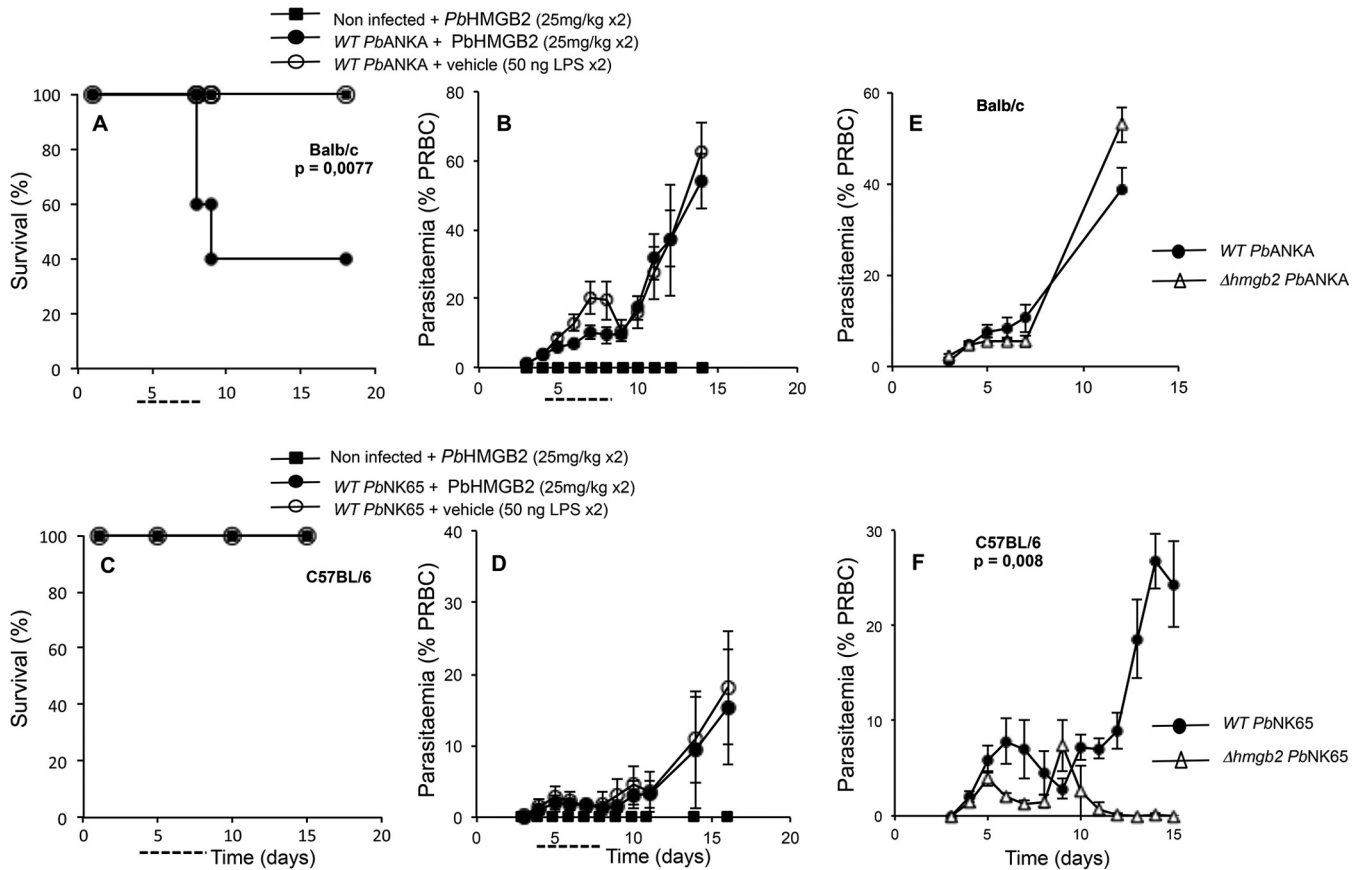 Non infected + PbHMGB2 (25mg/kg x2)
WT PbANKA + PbHMGB2 (25mg/kg x2)
WT PbANKA + vehicle (50 ng LPS x2)
A
Balb/c
p = 0,0077
Survival (%)
100
80
60
40
20
0
0 5 10 15 20
B
Parasitaemia (% PRBC)
80
60
40
20
0
0 5 10 15 20
E
Balb/c
Parasitaemia (% PRBC)
60
40
20
0
0 5 10 15
WT PbANKA
Δhmgb2 PbANKA
Non infected + PbHMGB2 (25mg/kg x2)
WT PbNK65 + PbHMGB2 (25mg/kg x2)
WT PbNK65 + vehicle (50 ng LPS x2)
C
C57BL/6
Survival (%)
100
80
60
40
20
0
0 5 10 15 20
Time (days)
D
Parasitaemia (% PRBC)
40
30
20
10
0
0 5 10 15 20
Time (days)
F
C57BL/6
p = 0,008
Parasitaemia (% PRBC)
30
20
10
0
0 5 10 15
Time (days)
WT PbNK65
Δhmgb2 PbNK65